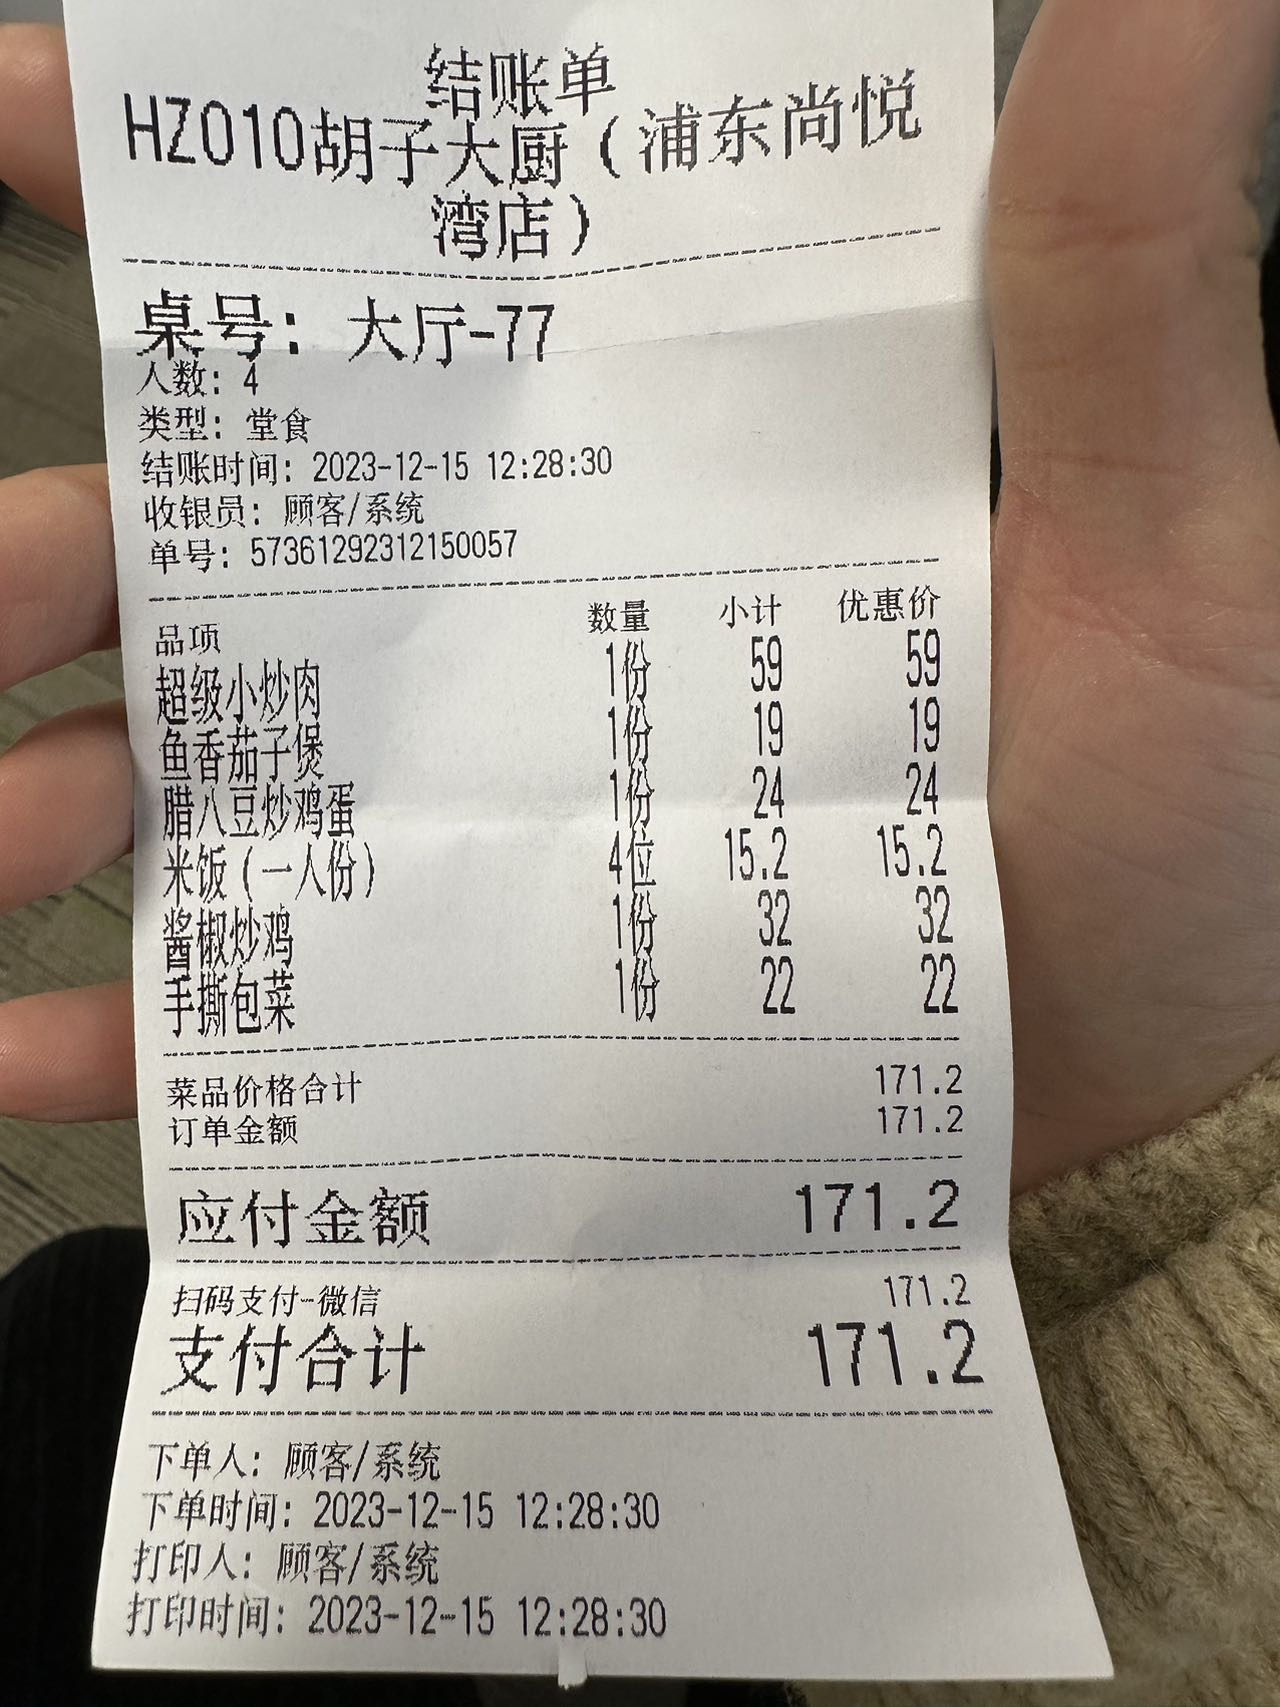 结账单
HZ010胡子大厨（浦东尚悦
湾店）
桌号：大厅-77
人数：4
类型：堂食
结账时间：2023-12-15 12:28:30
收银员：顾客/系统
单号：57361292312150057
品项 数量 小计 优惠价
超级小炒肉 1份 59 59
鱼香茄子煲 1份 19 19
腊八豆炒鸡蛋 1份 24 24
米饭（一人份） 4位 15.2 15.2
酱椒炒鸡 1份 32 32
手撕包菜 1份 22 22
菜品价格合计 171.2
订单金额 171.2
应付金额 171.2
扫码支付-微信 171.2
支付合计 171.2
下单人：顾客/系统
下单时间：2023-12-15 12:28:30
打印人：顾客/系统
打印时间：2023-12-15 12:28:30